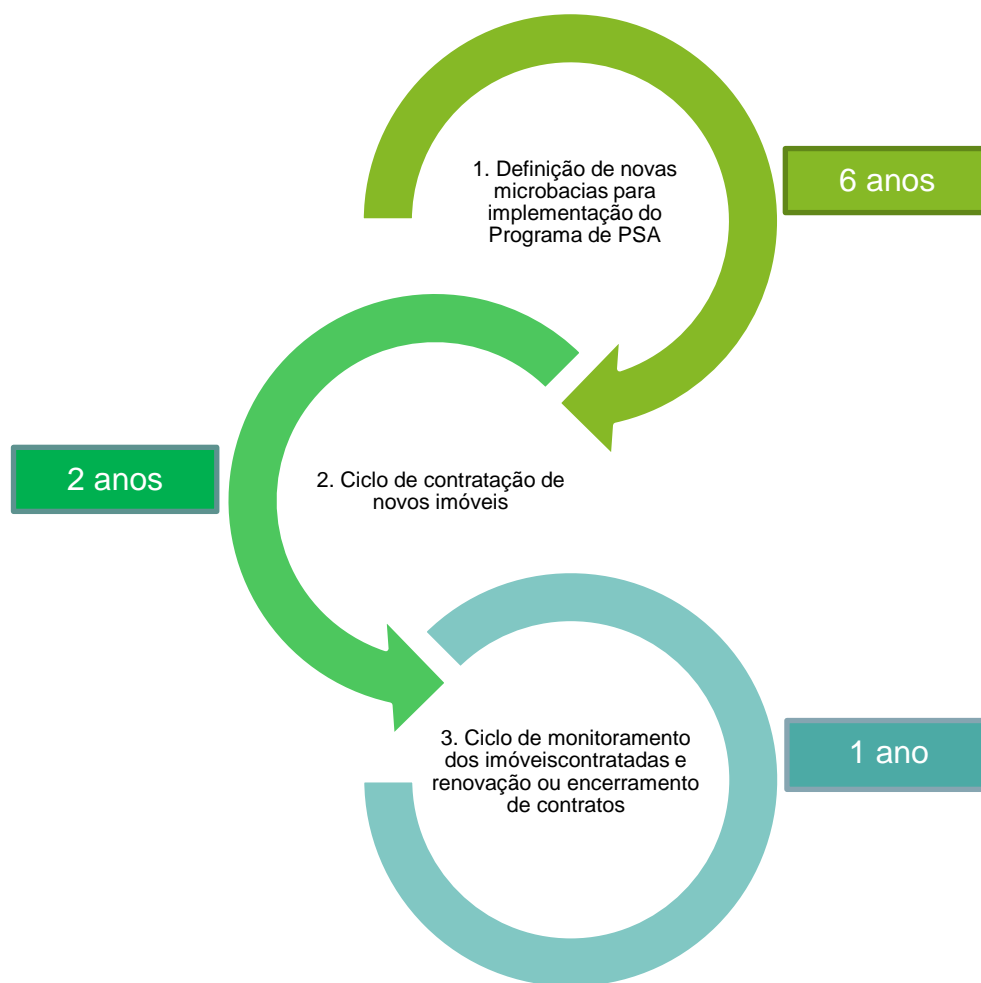 1. Definição de novas
microbacias para
implementação do
Programa de PSA
6 anos
2 anos
2. Ciclo de contratação de
novos imóveis
3. Ciclo de monitoramento
dos imóveiscontratadas e
renovação ou encerramento
de contratos
1 ano